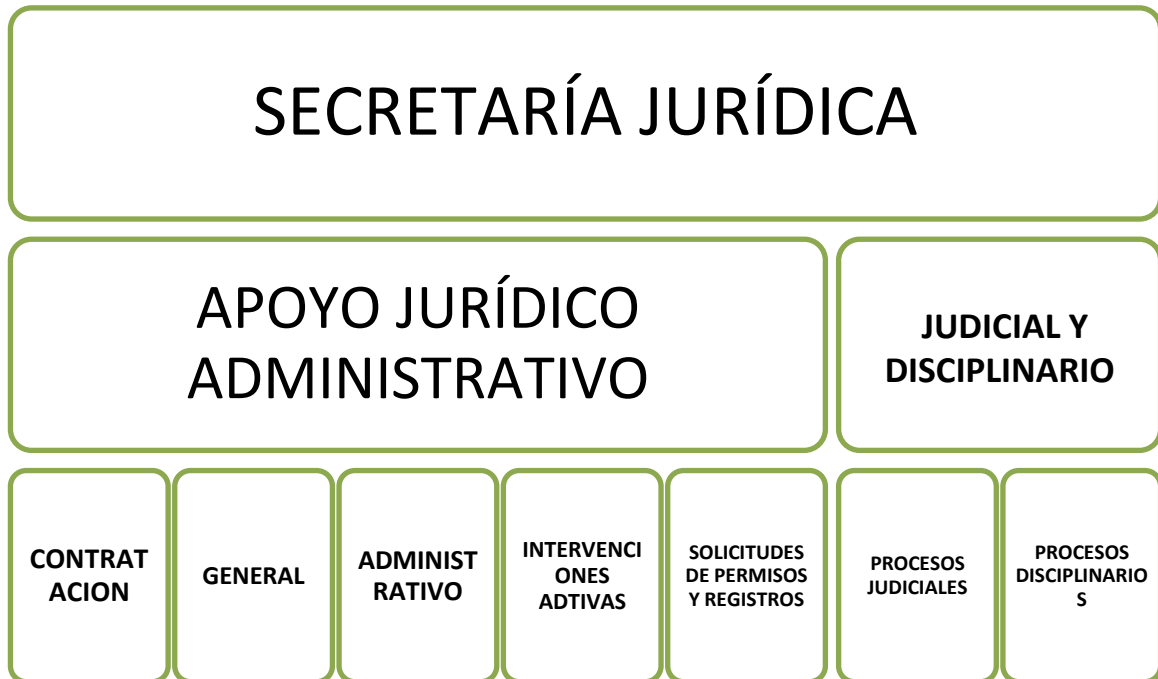 SECRETARÍA JURÍDICA
APOYO JURÍDICO
ADMINISTRATIVO
JUDICIAL Y
DISCIPLINARIO
CONTRAT
ACION
GENERAL
ADMINIST
RATIVO
INTERVENCI
ONES
ADTIVAS
SOLICITUDES
DE PERMISOS
Y REGISTROS
PROCESOS
JUDICIALES
PROCESOS
DISCIPLINARIO
S